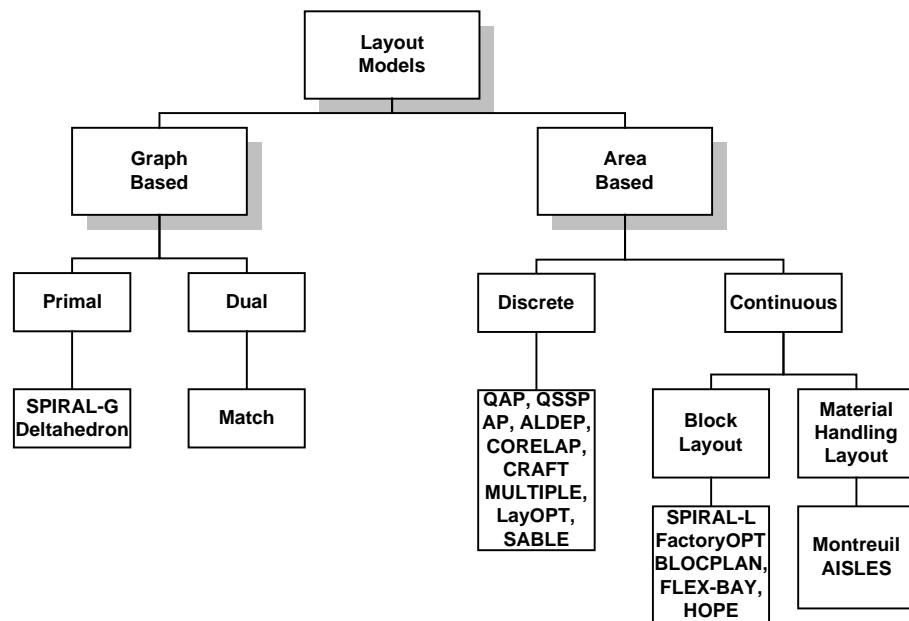 Layout
Models
Graph
Based
Area
Based
Primal
Dual
Discrete
Continuous
SPIRAL-G
Deltahedron
Match
QAP, QSSP
AP, ALDEP,
CORELAP,
CRAFT
MULTIPLE,
LayOPT,
SABLE
Block
Layout
Material
Handling
Layout
SPIRAL-L
FactoryOPT
BLOCPLAN,
FLEX-BAY,
HOPE
Montreuil
AISLES